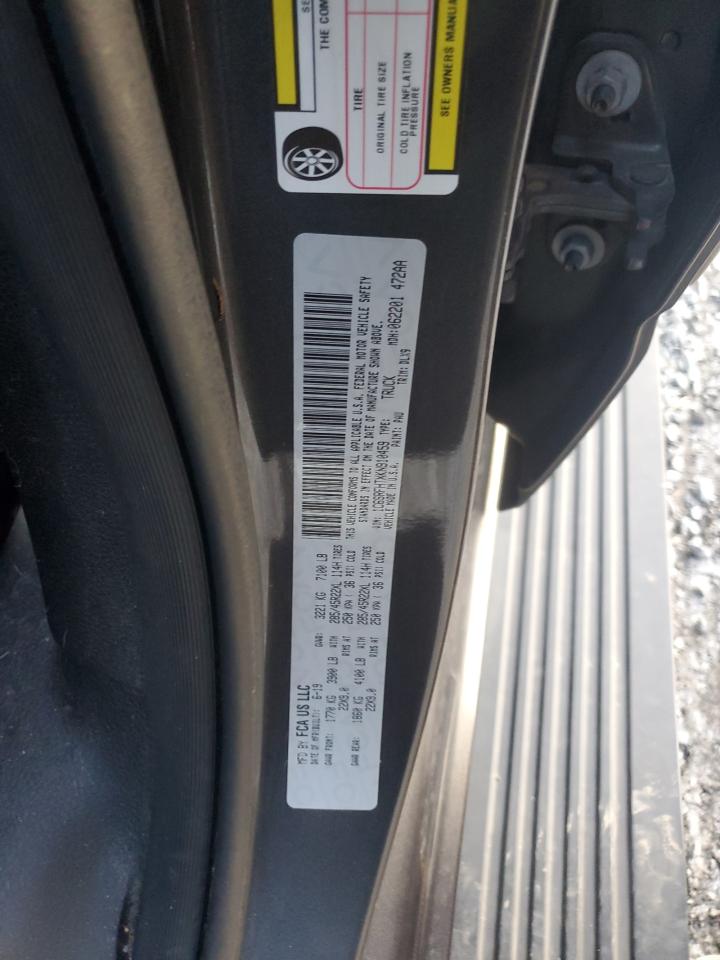 SE
THE COM
TIRE
ORIGINAL TIRE SIZE
COLD TIRE INFLATION
PRESSURE
SEE OWNERS MANUA
MFD BY FCA US LLC
DATE OF MFR(BUILT): 6-19 GVWR: 3221 KG 7100 LB
GAWR FRONT: 1770 KG 3900 LB WITH 285/45R22XL 114H TIRES
22X9.0 RIMS AT 250 KPA ( 36 PSI) COLD
GAWR REAR: 1860 KG 4100 LB WITH 285/45R22XL 114H TIRES
22X9.0 RIMS AT 250 KPA ( 36 PSI) COLD
THIS VEHICLE CONFORMS TO ALL APPLICABLE U.S.A. FEDERAL MOTOR VEHICLE SAFETY
STANDARDS IN EFFECT ON THE DATE OF MANUFACTURE SHOWN ABOVE.
VIN: TYPE: TRUCK MDH:062201 472AA
VEHICLE MADE IN U.S.A. PAINT: PAU TRIM: DLX9